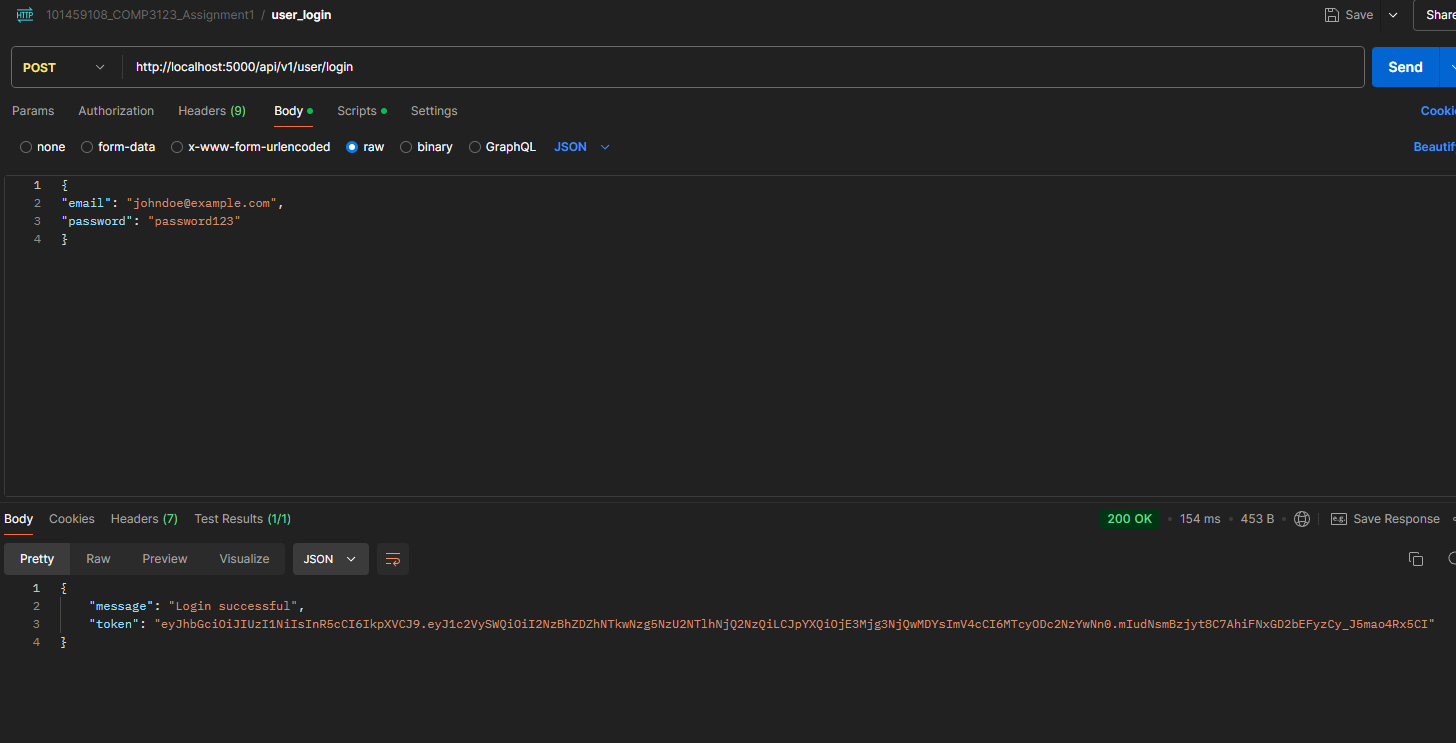 HTTP 101459108_COMP3123_Assignment1 / user_login Save Share
POST http://localhost:5000/api/v1/user/login Send
Params Authorization Headers (9) Body Scripts Settings Cookie
none form-data x-www-form-urlencoded raw binary GraphQL JSON Beautif
1 {
2 "email": "johndoe@example.com",
3 "password": "password123"
4 }
Body Cookies Headers (7) Test Results (1/1) 200 OK 154 ms 453 B e.g. Save Response
Pretty Raw Preview Visualize JSON
1 {
2 "message": "Login successful",
3 "token": "eyJhbGciOiJIUzI1NiIsInR5cCI6IkpXVCJ9.eyJ1c2VySWQiOiI2NzBhZDZhNTkwNzg5NzU2NTlhNjQ2NzQiLCJpYXQiOjE3Mjg3NjQwMDYsImV4cCI6MTcyODc2NzYwNn0.mIudNsmBzjyt8C7AhiFNxGD2bEFyzCy_J5mao4Rx5CI"
4 }